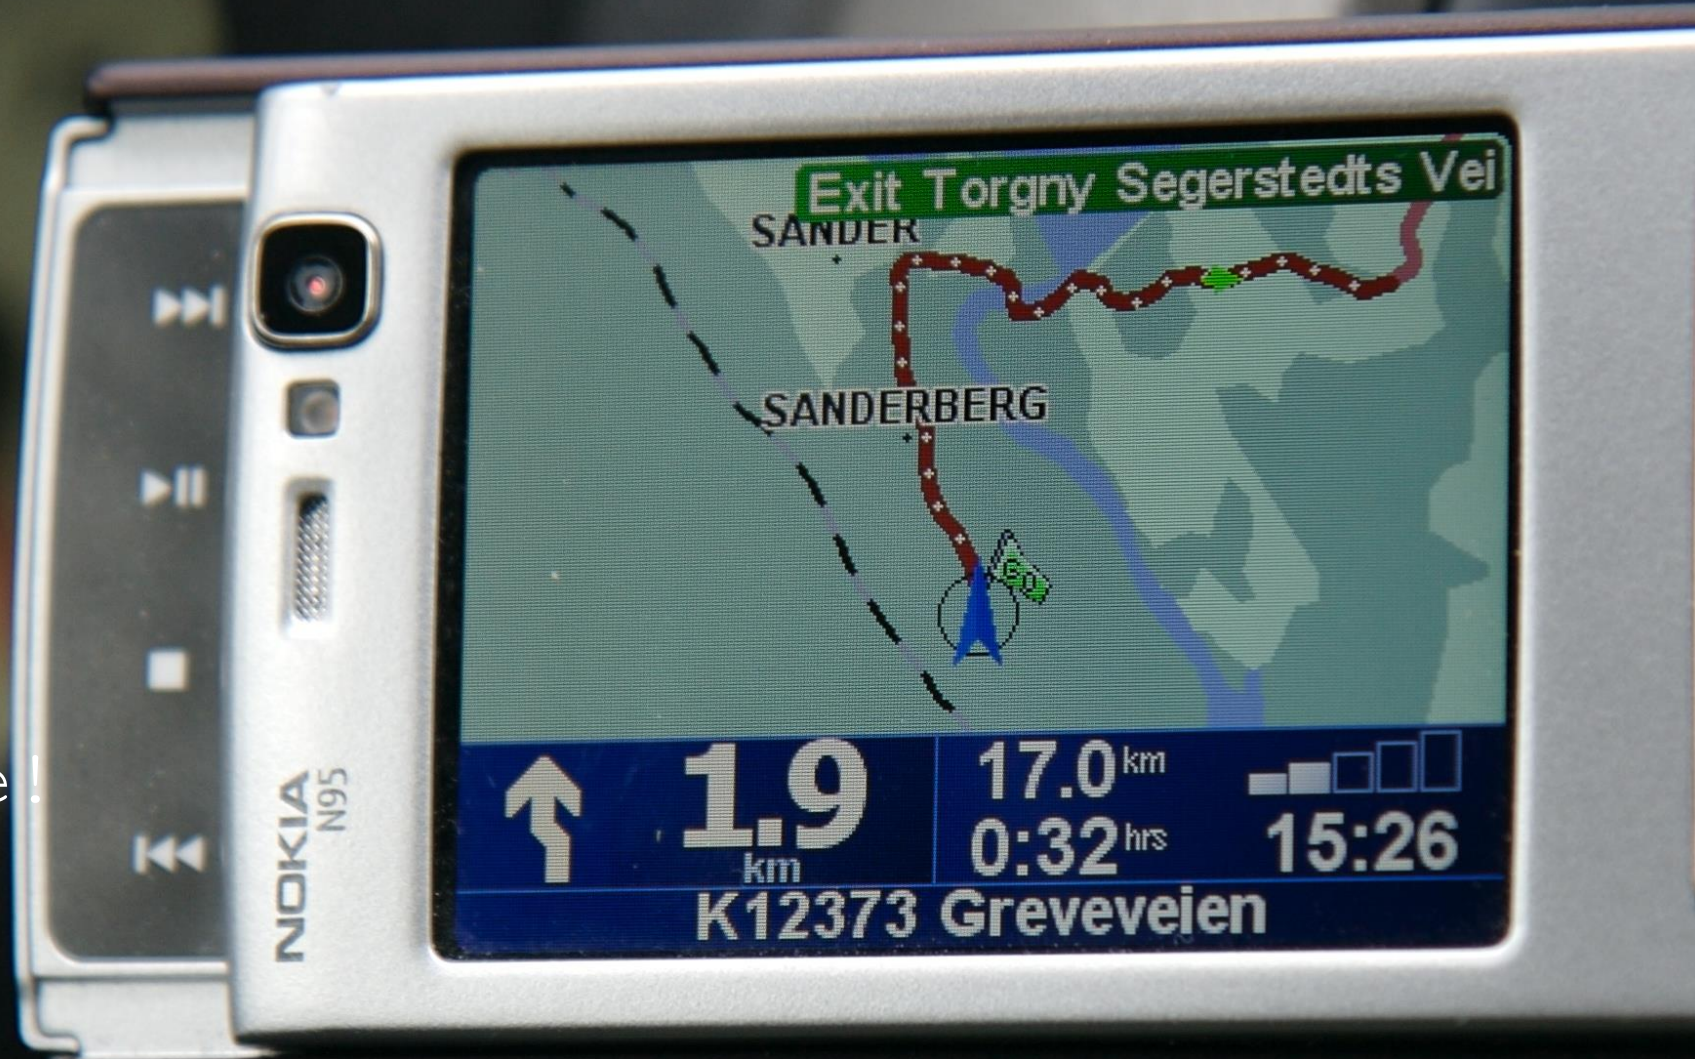 Exit Torgny Segerstedts Vei
SANDER
SANDERBERG
GO
1.9
km
17.0 km
0:32 hrs
15:26
K12373 Greveveien
NOKIA
N95
e !